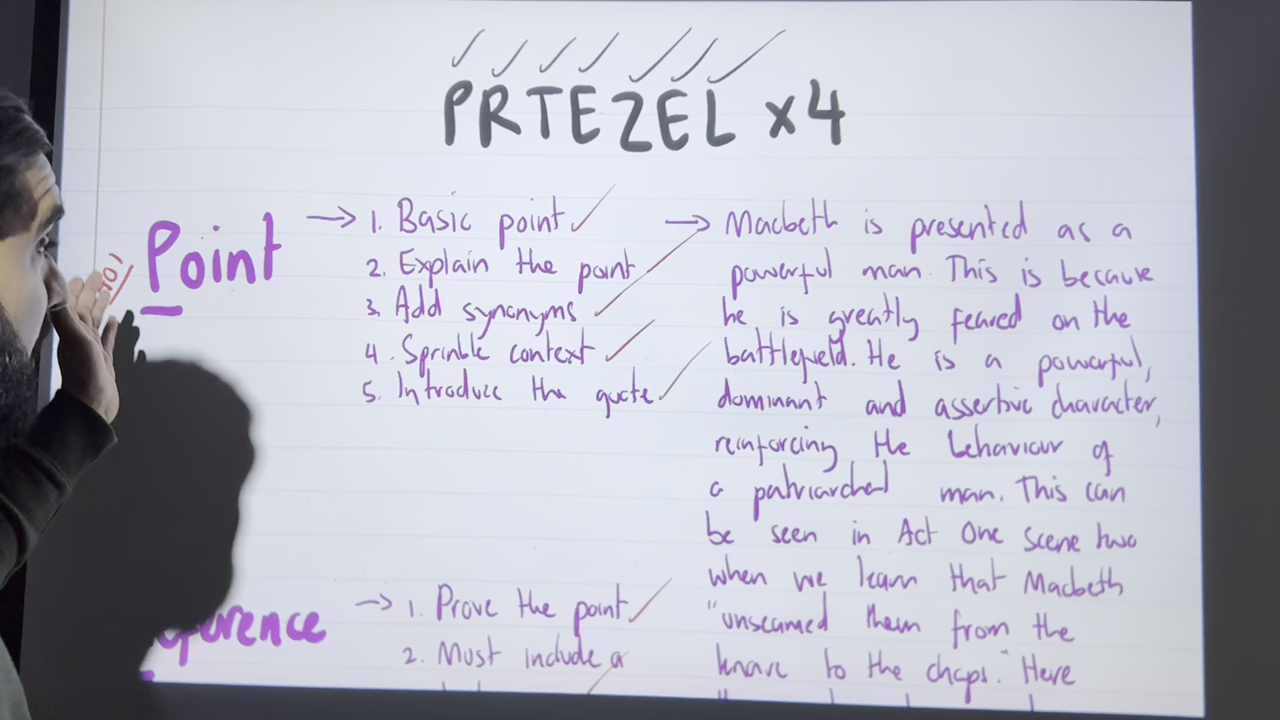 PRTEZEL x4
Point
→ 1. Basic point
2. Explain the point
3. Add synonyms
4. Sprinkle context
5. Introduce the quote
→ Macbeth is presented as a
powerful man. This is because
he is greatly feared on the
battlefield. He is a powerful,
dominant and assertive character,
reinforcing the behaviour of
a patriarchal man. This can
be seen in Act One scene two
when we learn that Macbeth
"unseamed them from the
knave to the chaps." Here
→ 1. Prove the point
2. Must include a